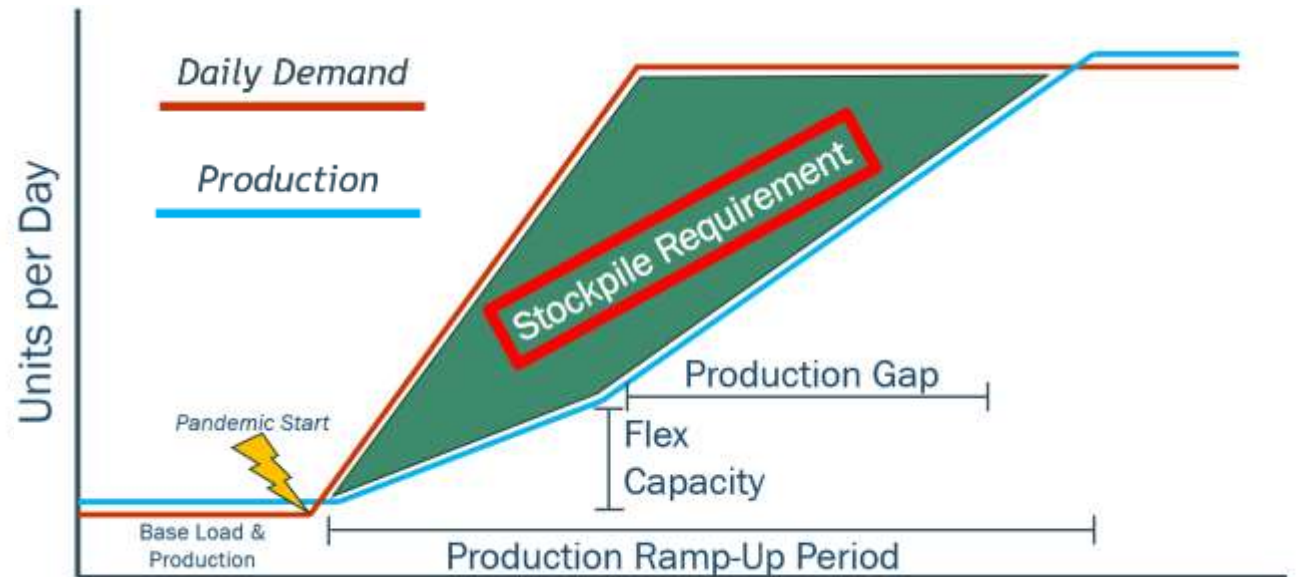 Daily Demand
Production
Units per Day
Stockpile Requirement
Production Gap
Pandemic Start
Flex
Capacity
Base Load &
Production
Production Ramp-Up Period